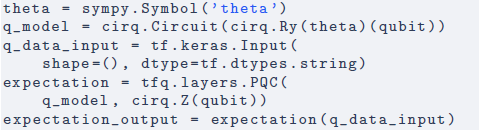 theta = sympy.Symbol('theta')
q_model = cirq.Circuit(cirq.Ry(theta)(qubit))
q_data_input = tf.keras.Input(
    shape=(), dtype=tf.dtypes.string)
expectation = tfq.layers.PQC(
    q_model, cirq.Z(qubit))
expectation_output = expectation(q_data_input)